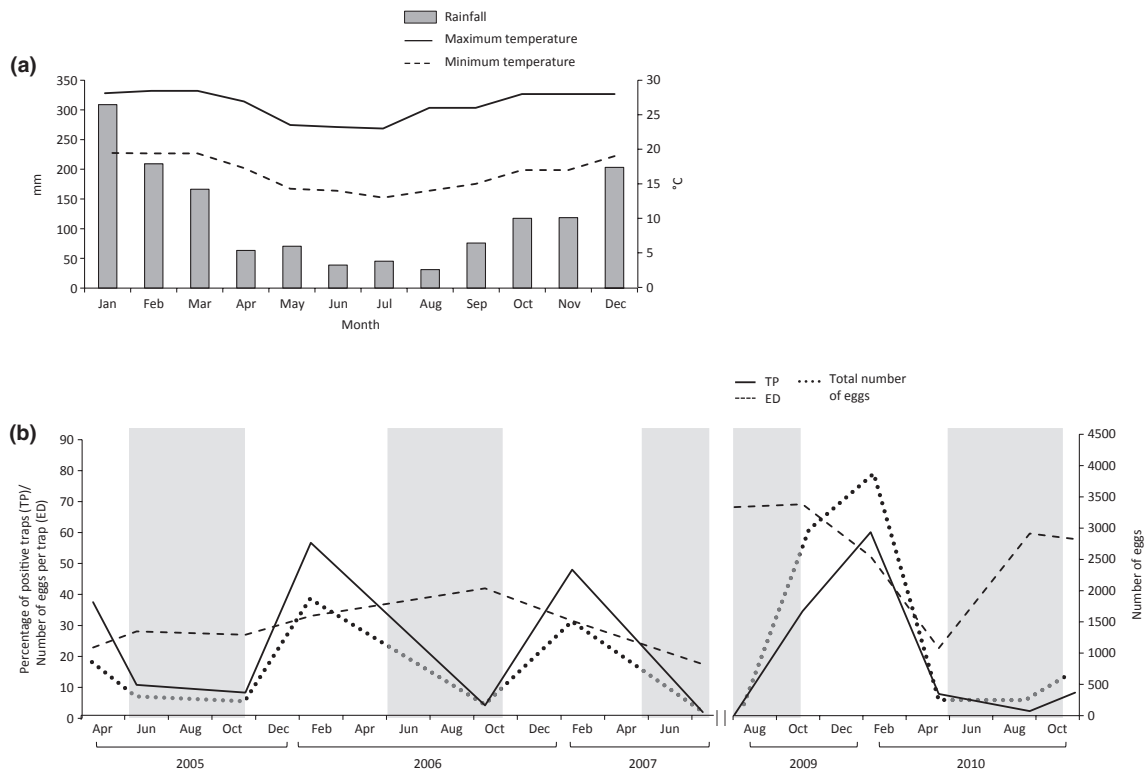 Rainfall
Maximum temperature
Minimum temperature
(a)
350
300
250
200
150
100
50
0
mm
30
25
20
15
10
5
0
°C
Jan Feb Mar Apr May Jun Jul Aug Sep Oct Nov Dec
Month
TP
ED
Total number
of eggs
(b)
90
80
70
60
50
40
30
20
10
0
Percentage of positive traps (TP)/
Number of eggs per trap (ED)
4500
4000
3500
3000
2500
2000
1500
1000
500
0
Number of eggs
Apr Jun Aug Oct Dec Feb Apr Jun Aug Oct Dec Feb Apr Jun Aug Oct Dec Feb Apr Jun Aug Oct
2005 2006 2007 2009 2010